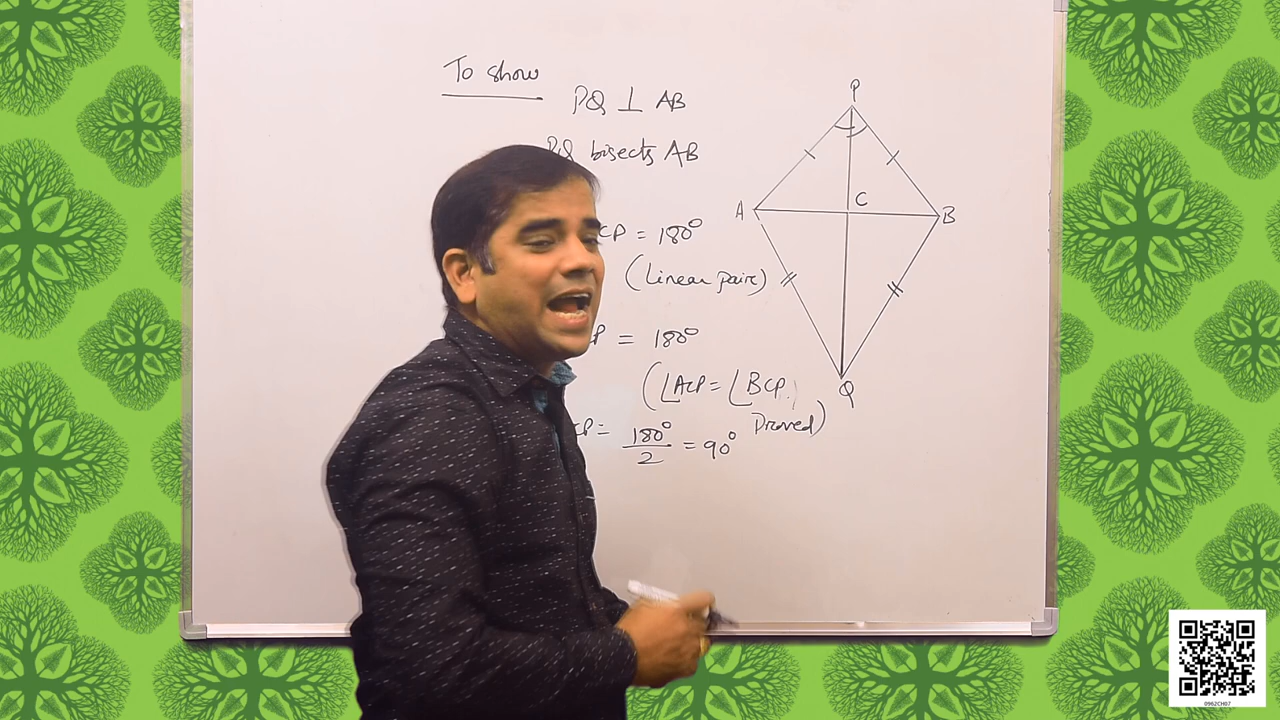 To show
PQ ⊥ AB
PQ bisects AB
CP = 180°
(Linear pair)
P = 180°
(∠ACP = ∠BCP,
Proved)
CP = 180°/2 = 90°
P
A
C
B
Q
0962CH07